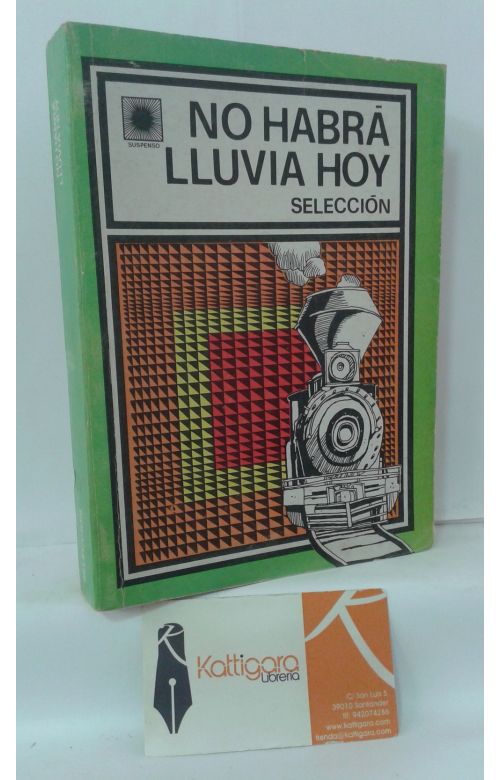 SUSPENSO
NO HABRÁ
LLUVIA HOY
SELECCIÓN
Kattigara
Librería
C/ San Luis 5
39010 Santander
tlf. 942074286
www.kattigara.com
tienda@kattigara.com